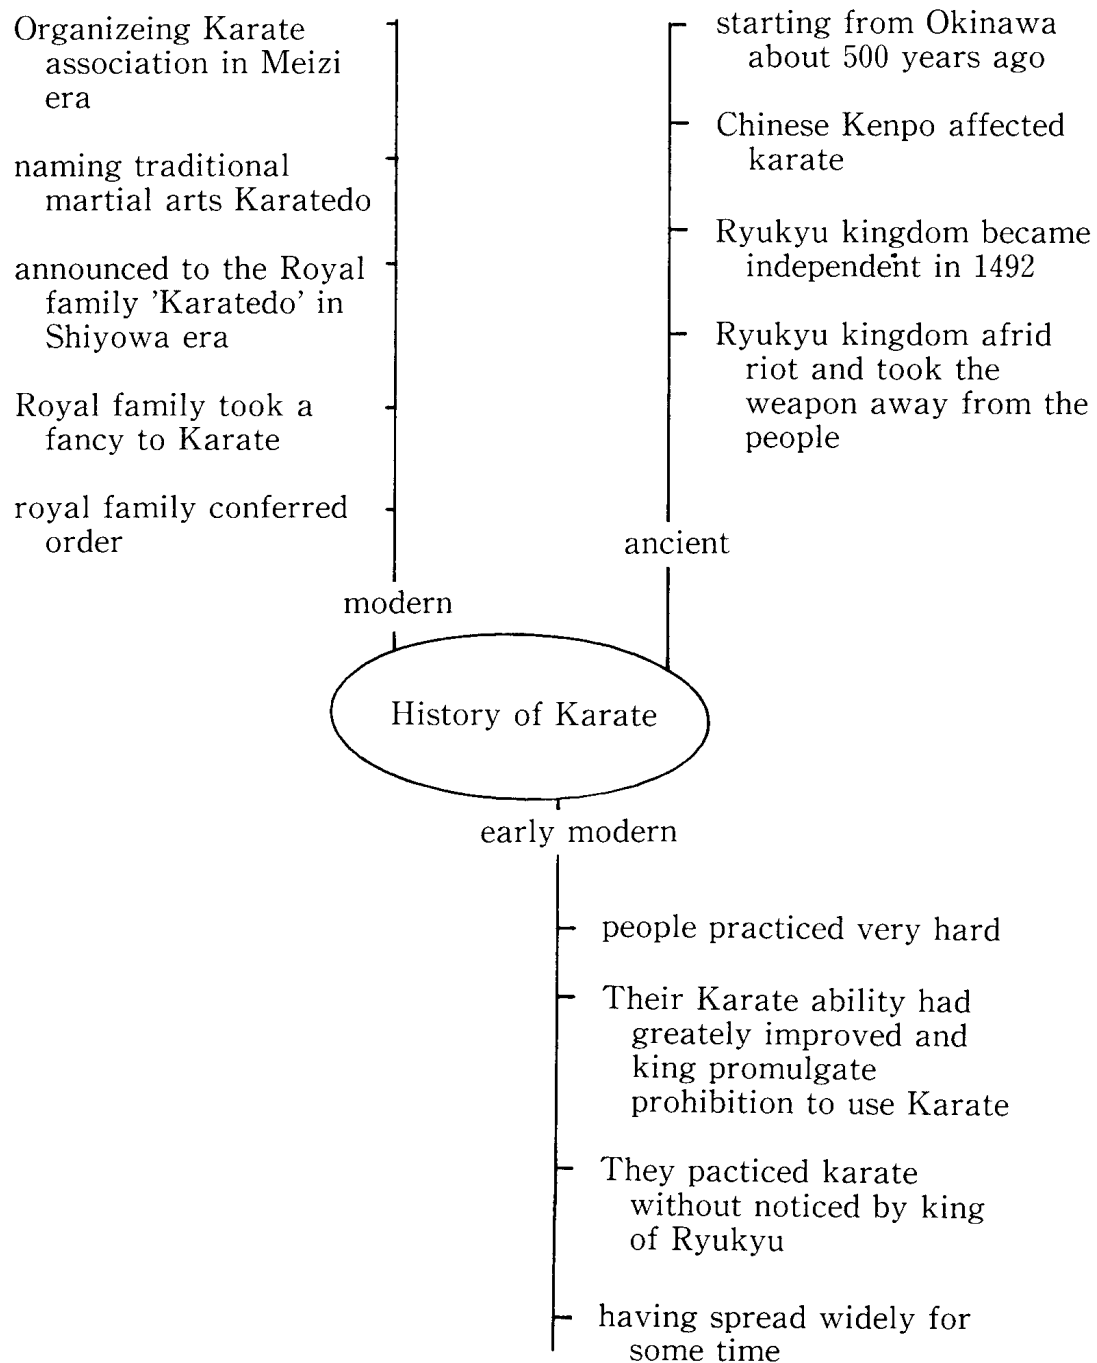 Organizeing Karate
association in Meizi
era
naming traditional
martial arts Karatedo
announced to the Royal
family 'Karatedo' in
Shiyowa era
Royal family took a
fancy to Karate
royal family conferred
order
modern
starting from Okinawa
about 500 years ago
Chinese Kenpo affected
karate
Ryukyu kingdom became
independent in 1492
Ryukyu kingdom afrid
riot and took the
weapon away from the
people
ancient
History of Karate
early modern
people practiced very hard
Their Karate ability had
greately improved and
king promulgate
prohibition to use Karate
They pacticed karate
without noticed by king
of Ryukyu
having spread widely for
some time